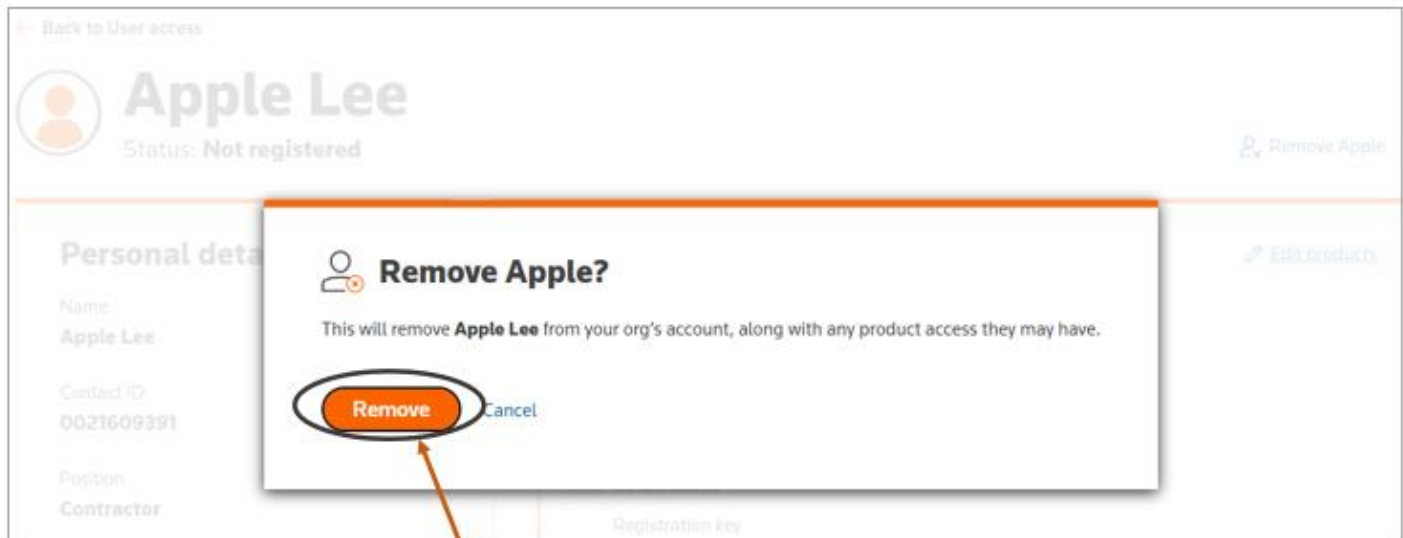 Back to User access
Apple Lee
Status: Not registered
Remove Apple
Personal deta
Edit products
Remove Apple?
This will remove Apple Lee from your org's account, along with any product access they may have.
Remove
Cancel
Name
Apple Lee
Contact ID
0021609391
Position
Contractor
Registration key